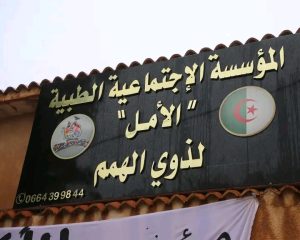 المؤسسة الإجتماعية الطبية
"الأمل"
لذوي الهمم
0664 39 98 44